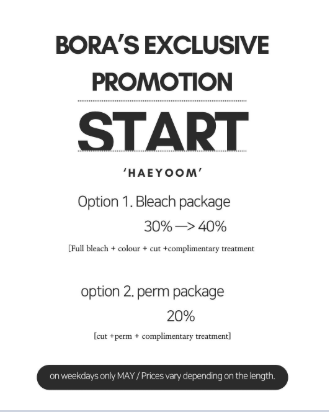 BORA'S EXCLUSIVE
PROMOTION
START
'HAEYOOM'
Option 1. Bleach package
30% —> 40%
[Full bleach + colour + cut +complimentary treatment
option 2. perm package
20%
[cut +perm + complimentary treatment]
on weekdays only MAY / Prices vary depending on the length.